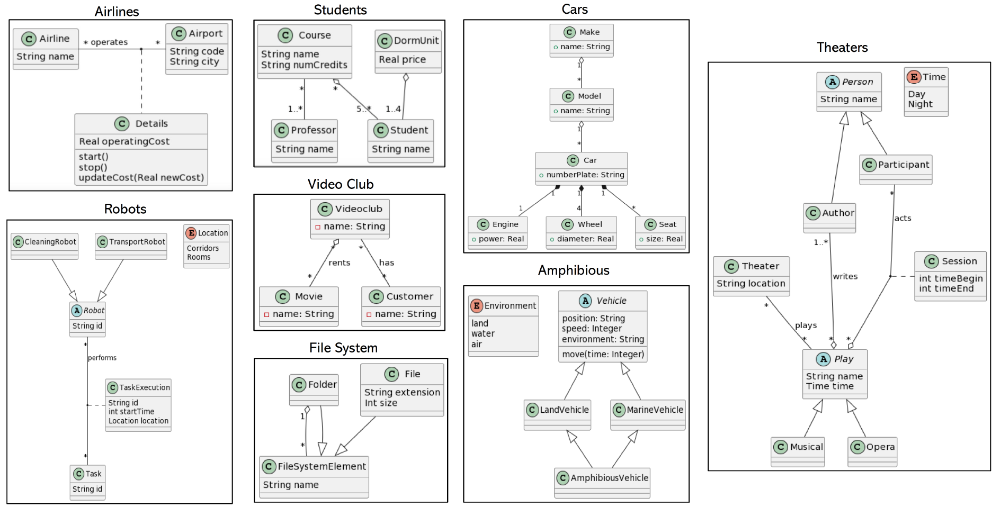 Airlines
C Airline
String name
* operates *
C Airport
String code
String city
C Details
Real operatingCost
start()
stop()
updateCost(Real newCost)
Robots
C CleaningRobot
C TransportRobot
E Location
Corridors
Rooms
A Robot
String id
*
performs
C TaskExecution
String id
int startTime
Location location
*
C Task
String id
Students
C Course
String name
String numCredits
C DormUnit
Real price
* *
1..* 5..* 1..4
C Professor
String name
C Student
String name
Video Club
C Videoclub
name: String
* *
rents has
* *
C Movie
name: String
C Customer
name: String
File System
C Folder
C File
String extension
Int size
1
*
C FileSystemElement
String name
Cars
C Make
name: String
1
*
C Model
name: String
1
*
C Car
numberPlate: String
1 1 1
1 4 *
C Engine
power: Real
C Wheel
diameter: Real
C Seat
size: Real
Amphibious
E Environment
land
water
air
A Vehicle
position: String
speed: Integer
environment: String
move(time: Integer)
C LandVehicle
C MarineVehicle
C AmphibiousVehicle
Theaters
A Person
String name
E Time
Day
Night
C Participant
*
acts
C Author
1..*
writes
C Theater
String location
C Session
int timeBegin
int timeEnd
*
plays
* * *
A Play
String name
Time time
C Musical
C Opera